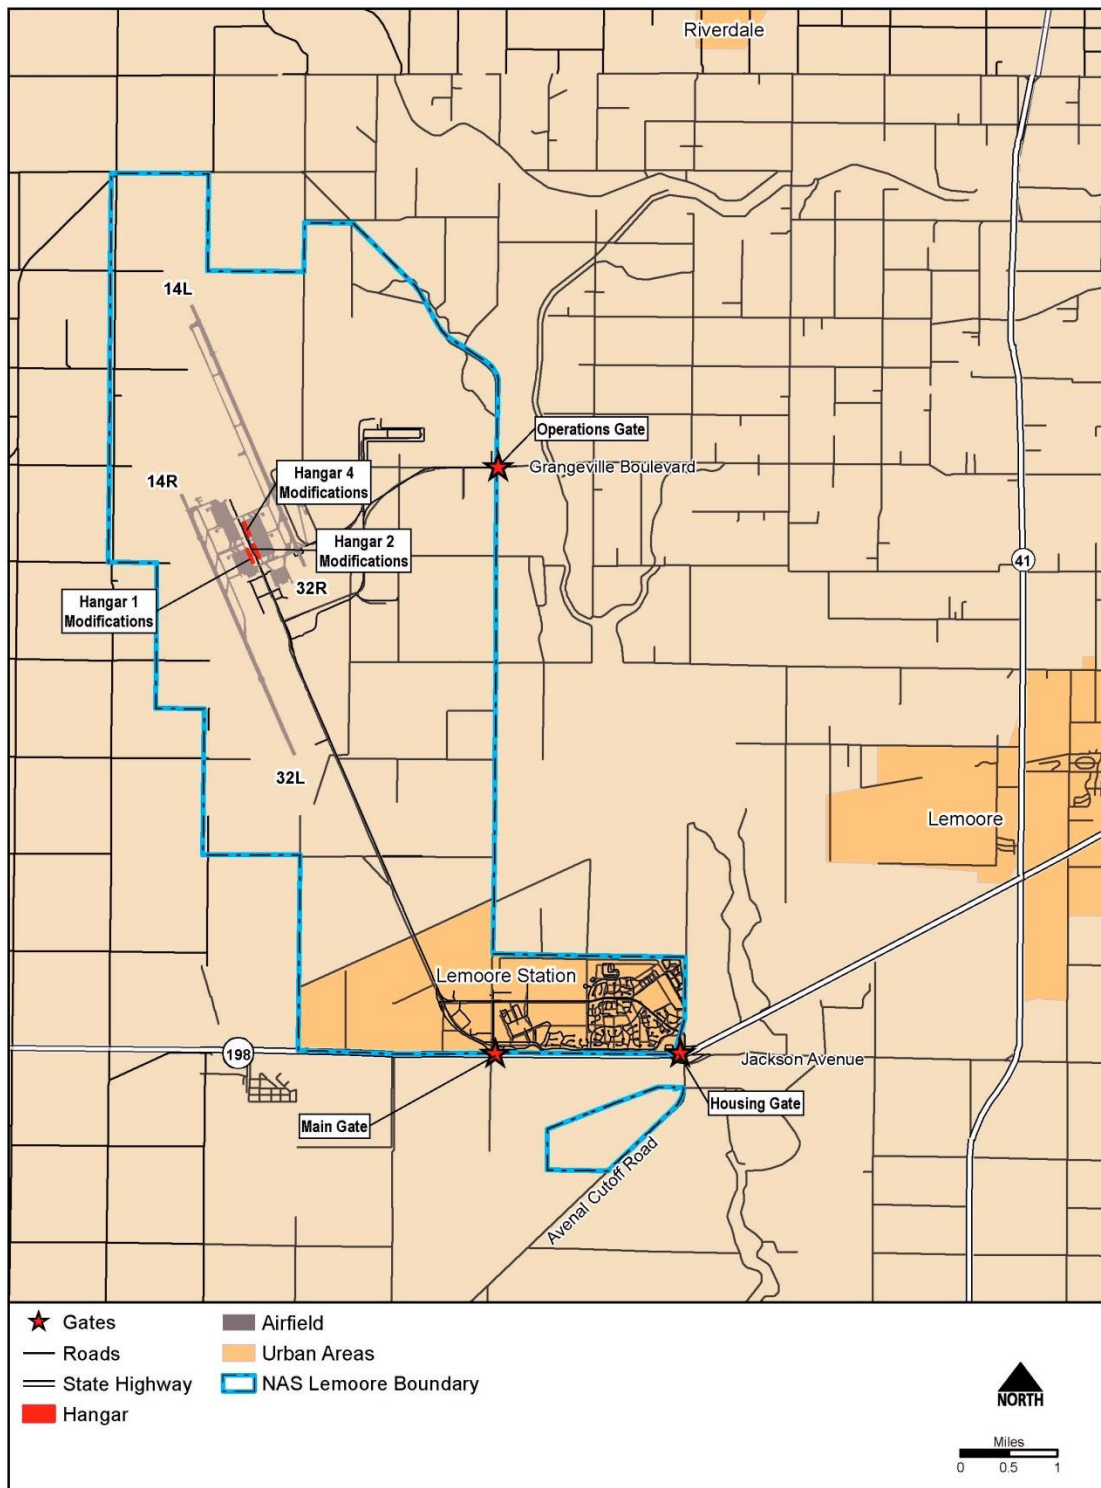 Riverdale
14L
Operations Gate
Grangeville Boulevard
Hangar 4
Modifications
14R
Hangar 2
Modifications
32R
Hangar 1
Modifications
41
32L
Lemoore
Lemoore Station
198
Jackson Avenue
Main Gate
Housing Gate
Avenal Cutoff Road
Gates
Roads
State Highway
Hangar
Airfield
Urban Areas
NAS Lemoore Boundary
NORTH
Miles
0 0.5 1